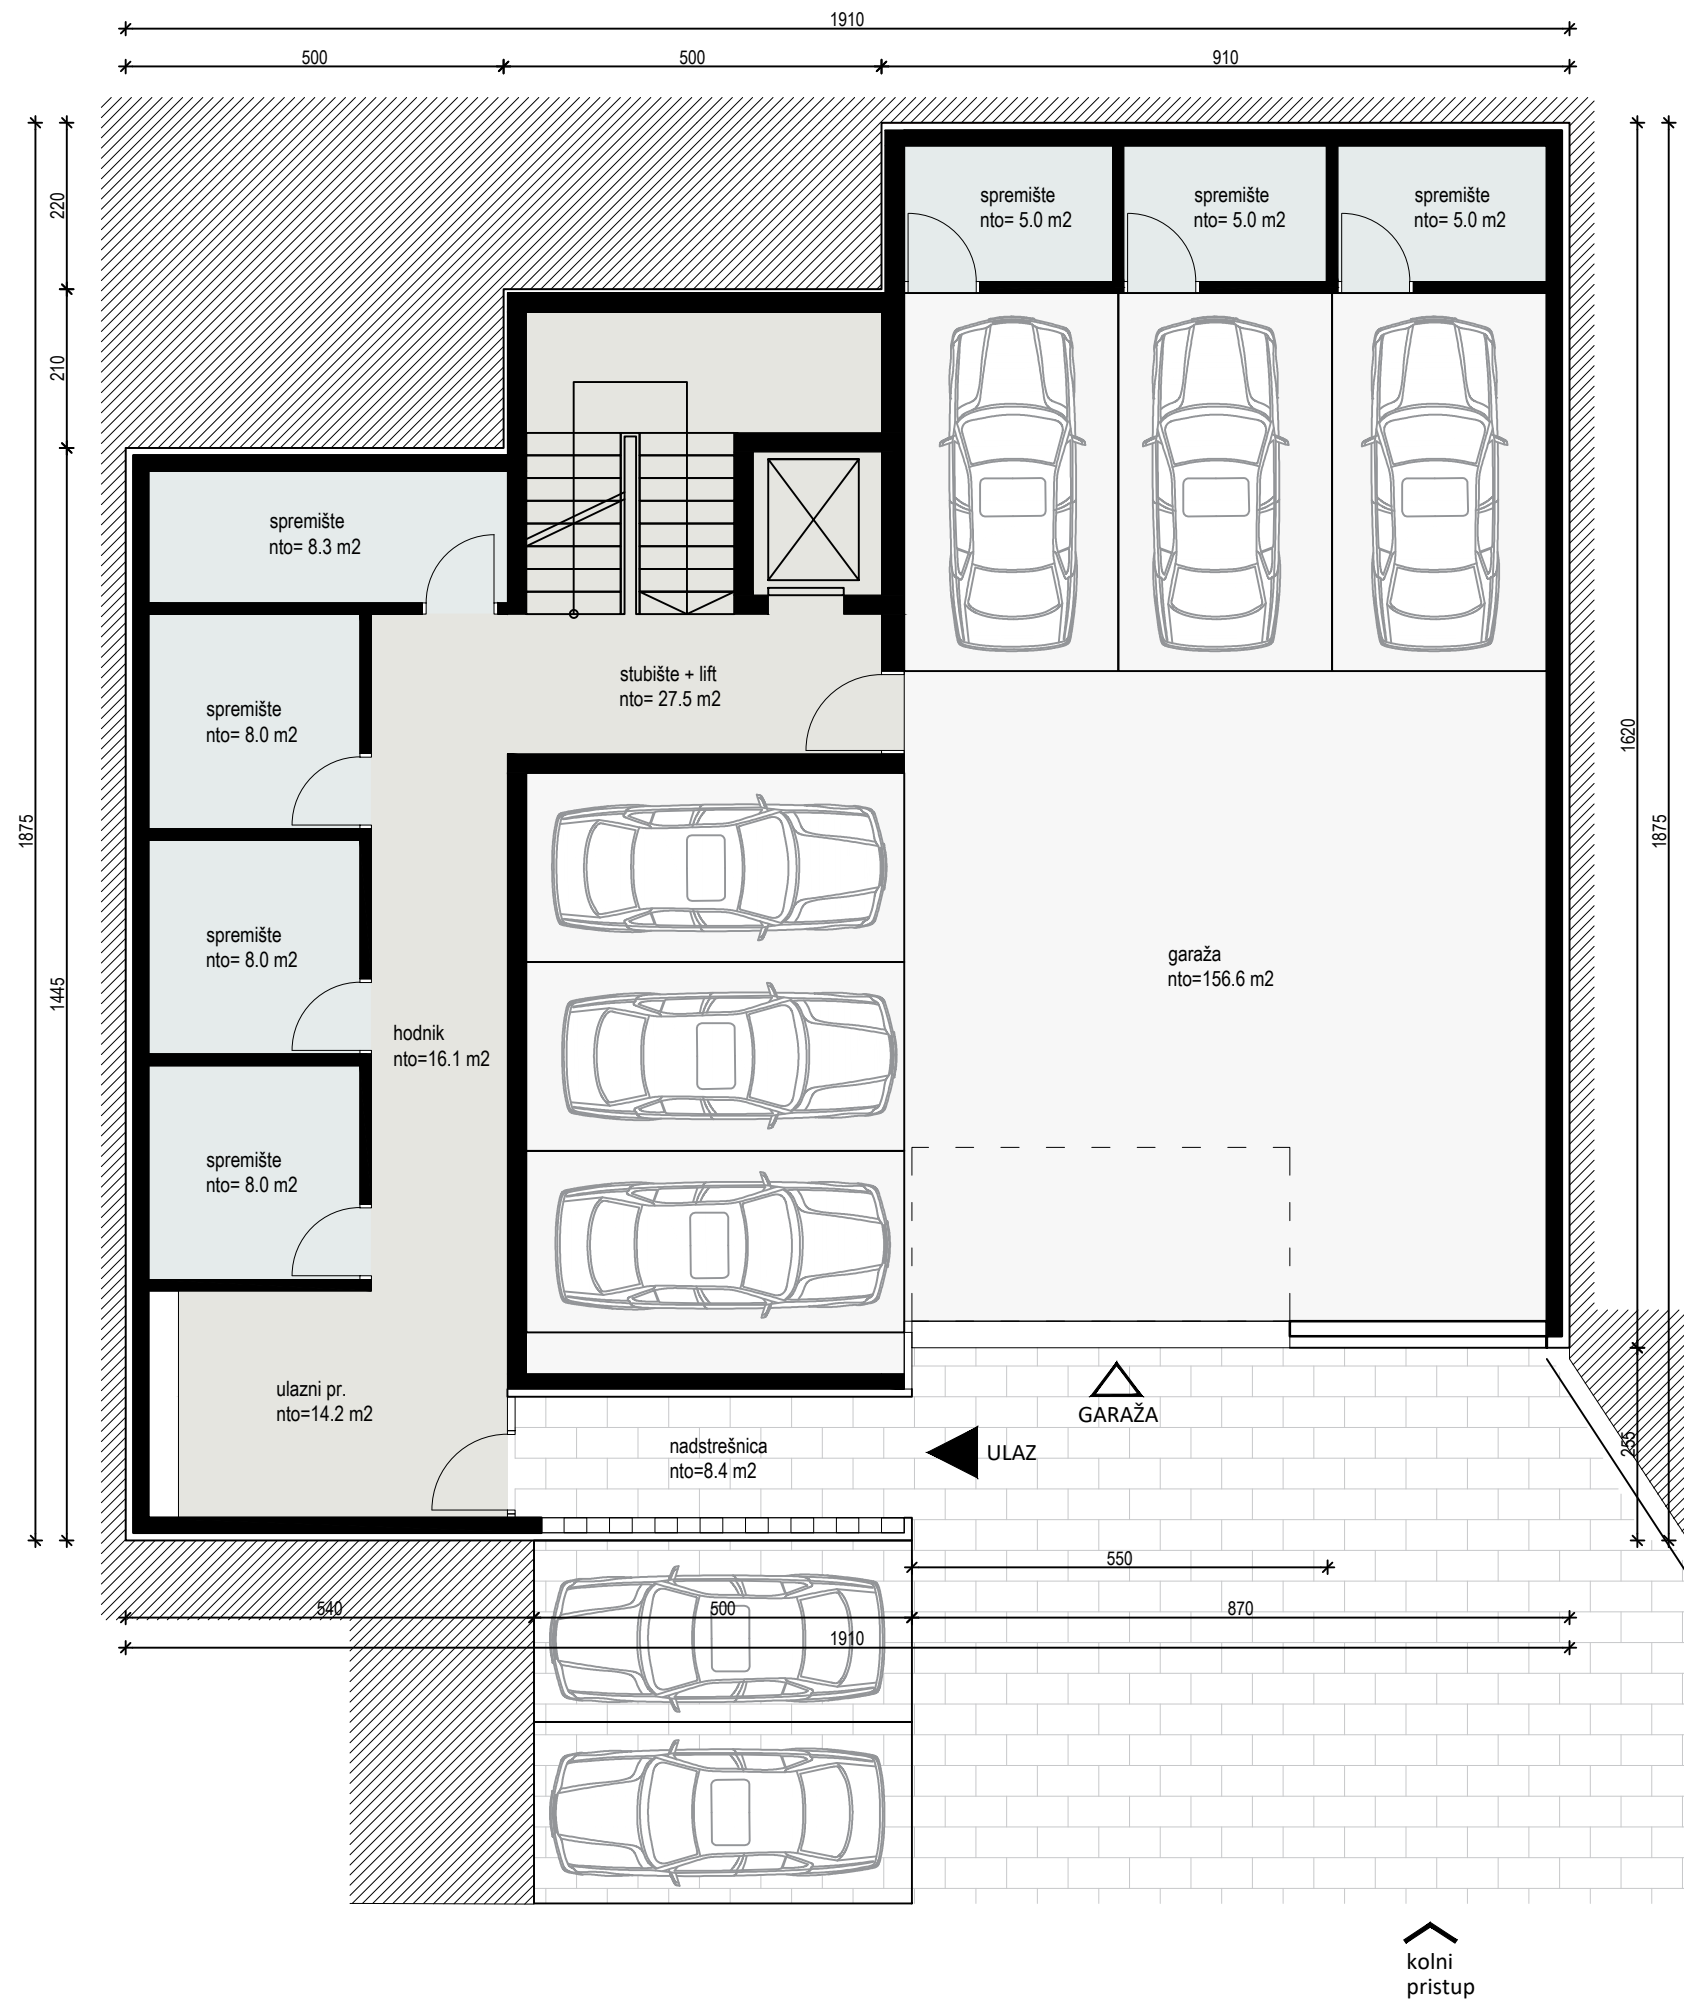 1910
500
500
910
220
210
1445
1875
1620
1875
255
spremište
nto= 5.0 m2
spremište
nto= 5.0 m2
spremište
nto= 5.0 m2
spremište
nto= 8.3 m2
stubište + lift
nto= 27.5 m2
spremište
nto= 8.0 m2
spremište
nto= 8.0 m2
garaža
nto=156.6 m2
hodnik
nto=16.1 m2
spremište
nto= 8.0 m2
ulazni pr.
nto=14.2 m2
GARAŽA
nadstrešnica
nto=8.4 m2
ULAZ
550
540
500
870
1910
kolni
pristup